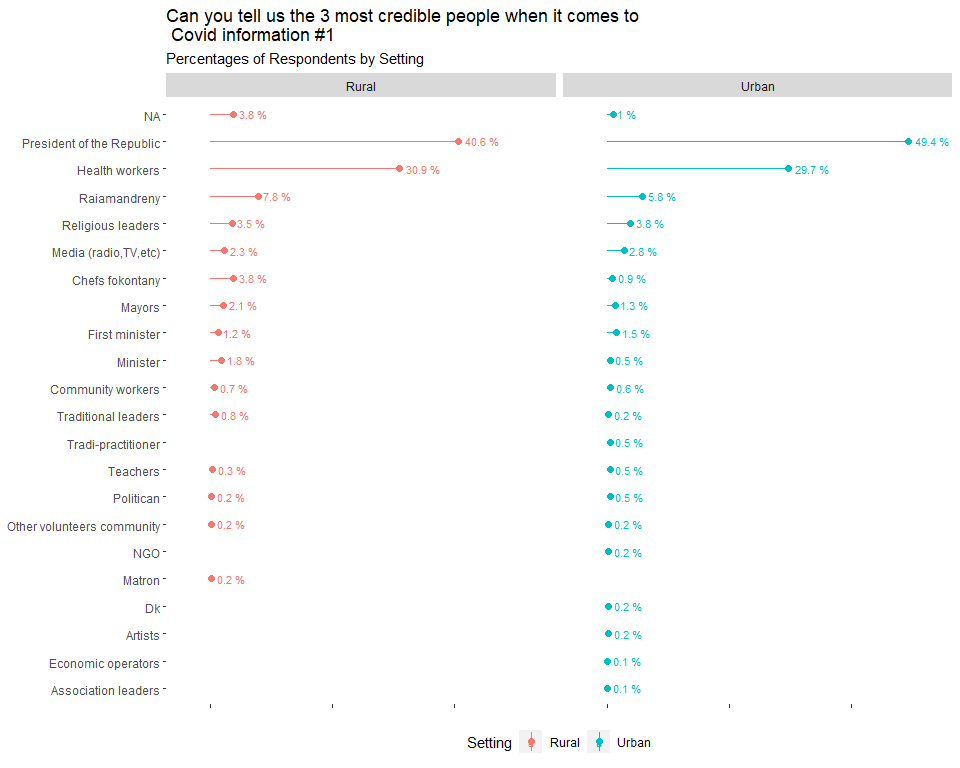 Can you tell us the 3 most credible people when it comes to
Covid information #1
Percentages of Respondents by Setting
Rural Urban
NA 3.8 % 1 %
President of the Republic 40.6 % 49.4 %
Health workers 30.9 % 29.7 %
Raiamandreny 7.8 % 5.8 %
Religious leaders 3.5 % 3.8 %
Media (radio,TV,etc) 2.3 % 2.8 %
Chefs fokontany 3.8 % 0.9 %
Mayors 2.1 % 1.3 %
First minister 1.2 % 1.5 %
Minister 1.8 % 0.5 %
Community workers 0.7 % 0.6 %
Traditional leaders 0.8 % 0.2 %
Tradi-practitioner 0.5 %
Teachers 0.3 % 0.5 %
Politican 0.2 % 0.5 %
Other volunteers community 0.2 % 0.2 %
NGO 0.2 %
Matron 0.2 %
Dk 0.2 %
Artists 0.2 %
Economic operators 0.1 %
Association leaders 0.1 %
Setting Rural Urban